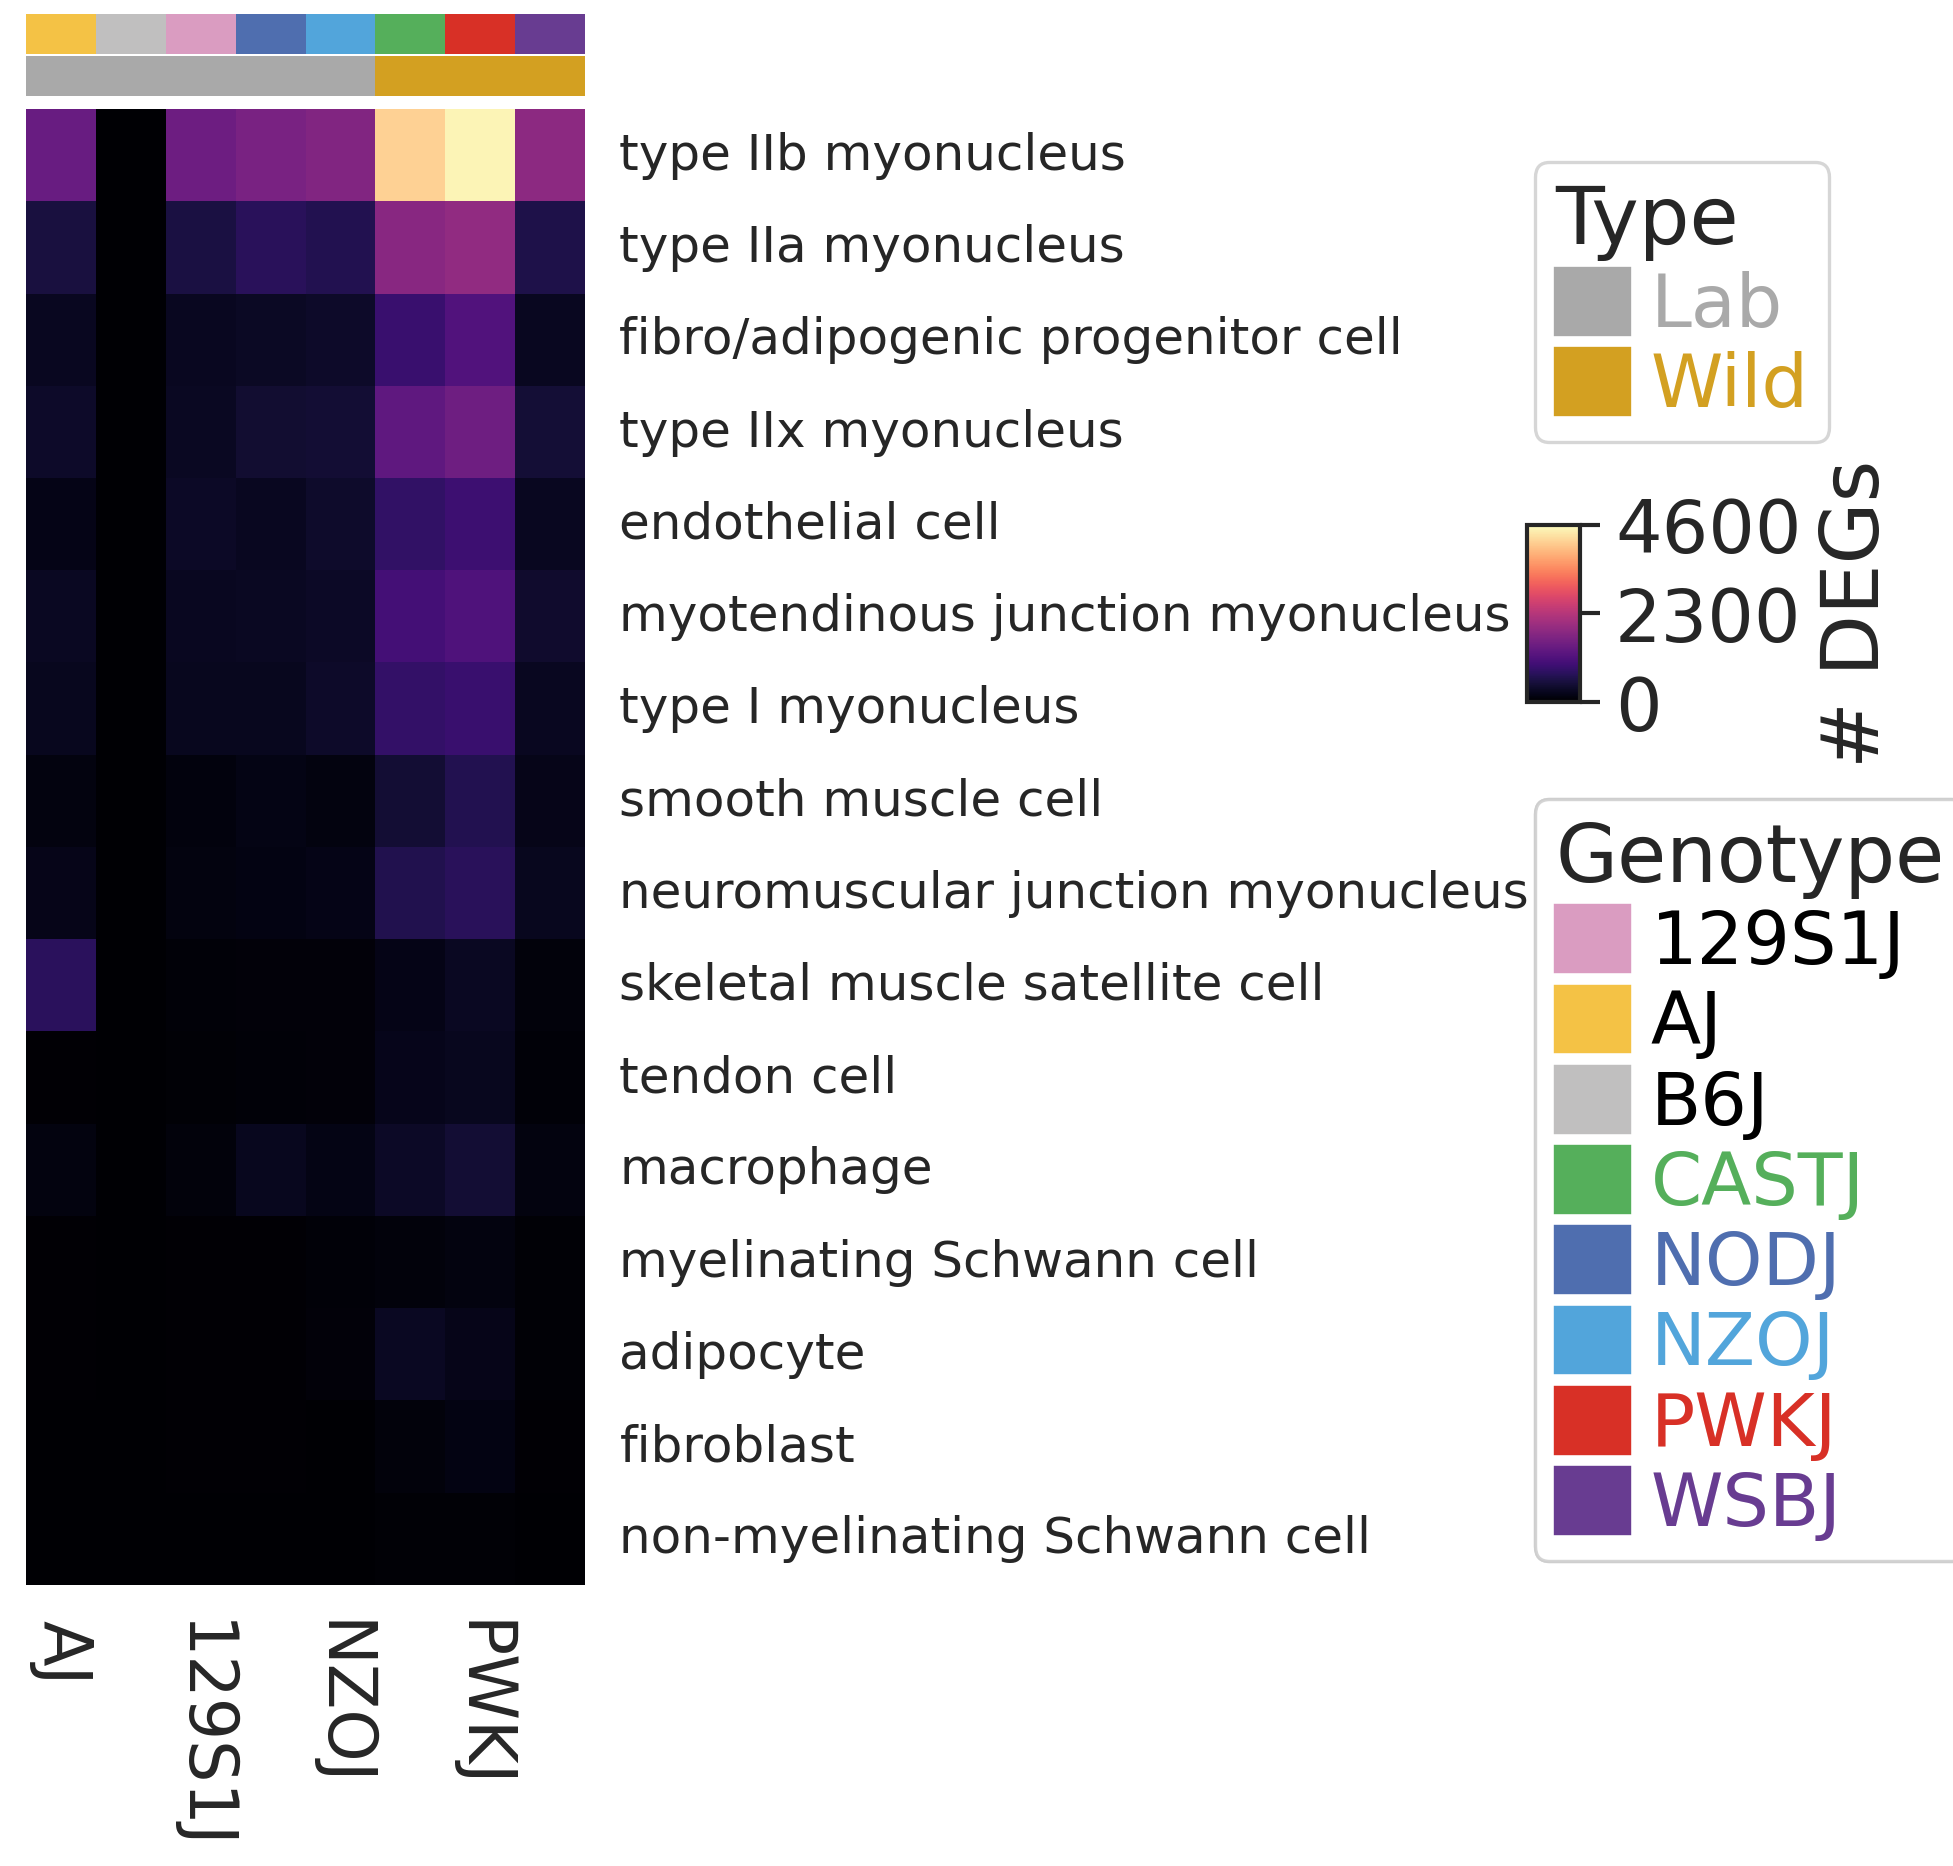 type IIb myonucleus
type IIa myonucleus
fibro/adipogenic progenitor cell
type IIx myonucleus
endothelial cell
myotendinous junction myonucleus
type I myonucleus
smooth muscle cell
neuromuscular junction myonucleus
skeletal muscle satellite cell
tendon cell
macrophage
myelinating Schwann cell
adipocyte
fibroblast
non-myelinating Schwann cell
AJ
129S1J
NZOJ
PWKJ
Type
Lab
Wild
4600
2300
0
# DEGs
Genotype
129S1J
AJ
B6J
CASTJ
NODJ
NZOJ
PWKJ
WSBJ